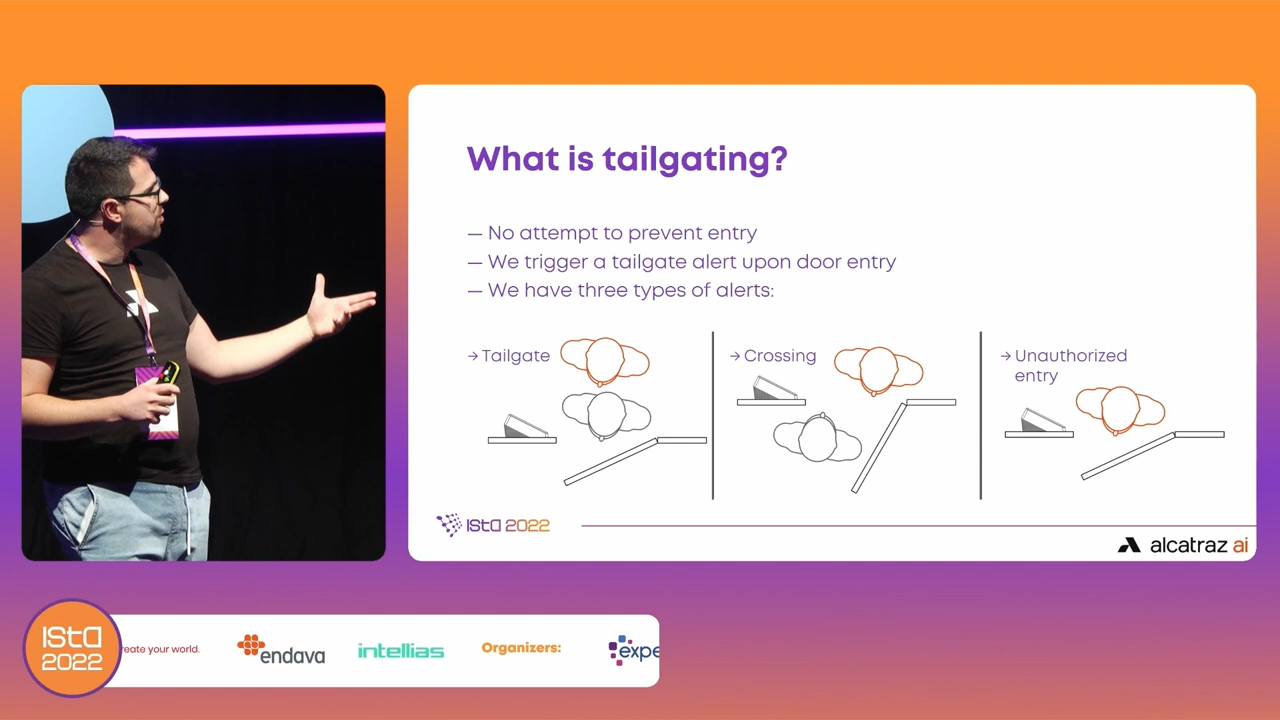 What is tailgating?
— No attempt to prevent entry
— We trigger a tailgate alert upon door entry
— We have three types of alerts:
→ Tailgate
→ Crossing
→ Unauthorized
entry
ISTA 2022
alcatraz ai
ISTA
2022
reate your world.
endava
intellias
Organizers:
expe